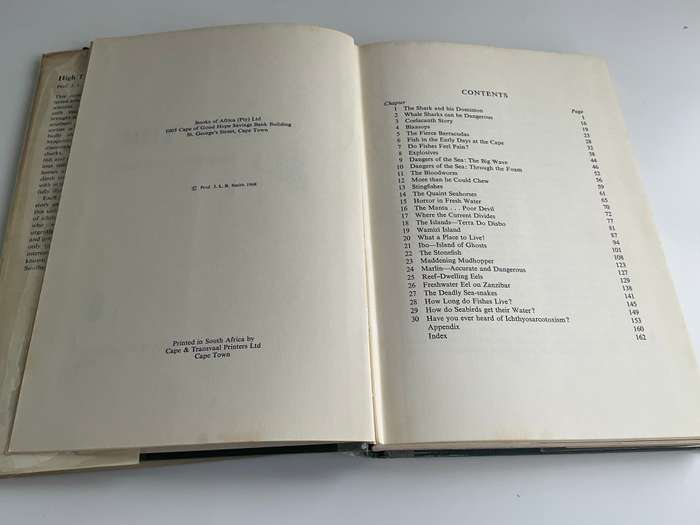 High T
Prof. J. L.
Books of Africa (Pty) Ltd
1005 Cape of Good Hope Savings Bank Building
St. George's Street, Cape Town
© Prof. J. L. B. Smith 1968
Printed in South Africa by
Cape & Transvaal Printers Ltd
Cape Town
CONTENTS
Chapter Page
1 The Shark and his Dominion 1
2 Whale Sharks can be Dangerous 16
3 Coelacanth Story 19
4 Blaasops 23
5 The Fierce Barracudas 28
6 Fish in the Early Days at the Cape 32
7 Do Fishes Feel Pain? 38
8 Explosives 44
9 Dangers of the Sea: The Big Wave 46
10 Dangers of the Sea: Through the Foam 52
11 The Bloodworm 56
12 More than he Could Chew 59
13 Stingfishes 61
14 The Quaint Seahorses 65
15 Horror in Fresh Water 70
16 The Manta . . . Poor Devil 72
17 Where the Current Divides 77
18 The Islands—Terra Do Diabo 81
19 Wamizi Island 87
20 What a Place to Live! 94
21 Ibo—Island of Ghosts 101
22 The Stonefish 108
23 Maddening Mudhopper 123
24 Marlin—Accurate and Dangerous 127
25 Reef-Dwelling Eels 129
26 Freshwater Eel on Zanzibar 138
27 The Deadly Sea-snakes 141
28 How Long do Fishes Live? 145
29 How do Seabirds get their Water? 149
30 Have you ever heard of Ichthyosarcotoxism? 153
Appendix 160
Index 162